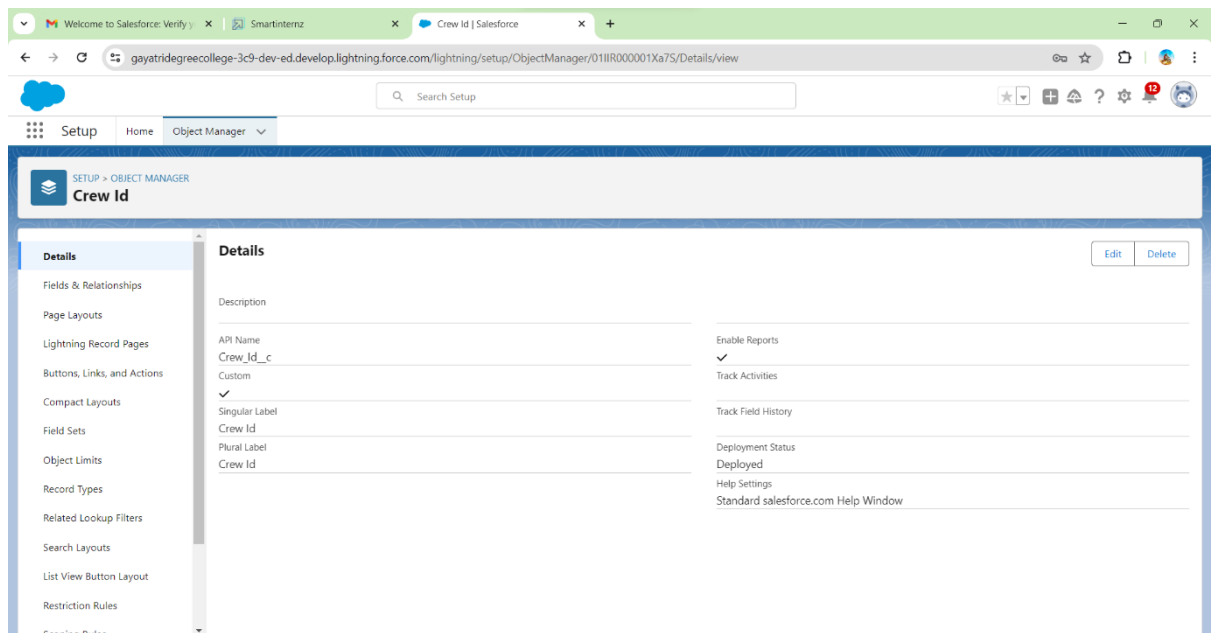 Welcome to Salesforce: Verify y
Smartinternz
Crew Id | Salesforce
gayatridegreecollege-3c9-dev-ed.develop.lightning.force.com/lightning/setup/ObjectManager/01IIR000001Xa7S/Details/view
Search Setup
12
Setup
Home
Object Manager
SETUP > OBJECT MANAGER
Crew Id
Details
Fields & Relationships
Page Layouts
Lightning Record Pages
Buttons, Links, and Actions
Compact Layouts
Field Sets
Object Limits
Record Types
Related Lookup Filters
Search Layouts
List View Button Layout
Restriction Rules
Scoping Rules
Details
Edit
Delete
Description
API Name
Crew_Id__c
Custom
Singular Label
Crew Id
Plural Label
Crew Id
Enable Reports
Track Activities
Track Field History
Deployment Status
Deployed
Help Settings
Standard salesforce.com Help Window